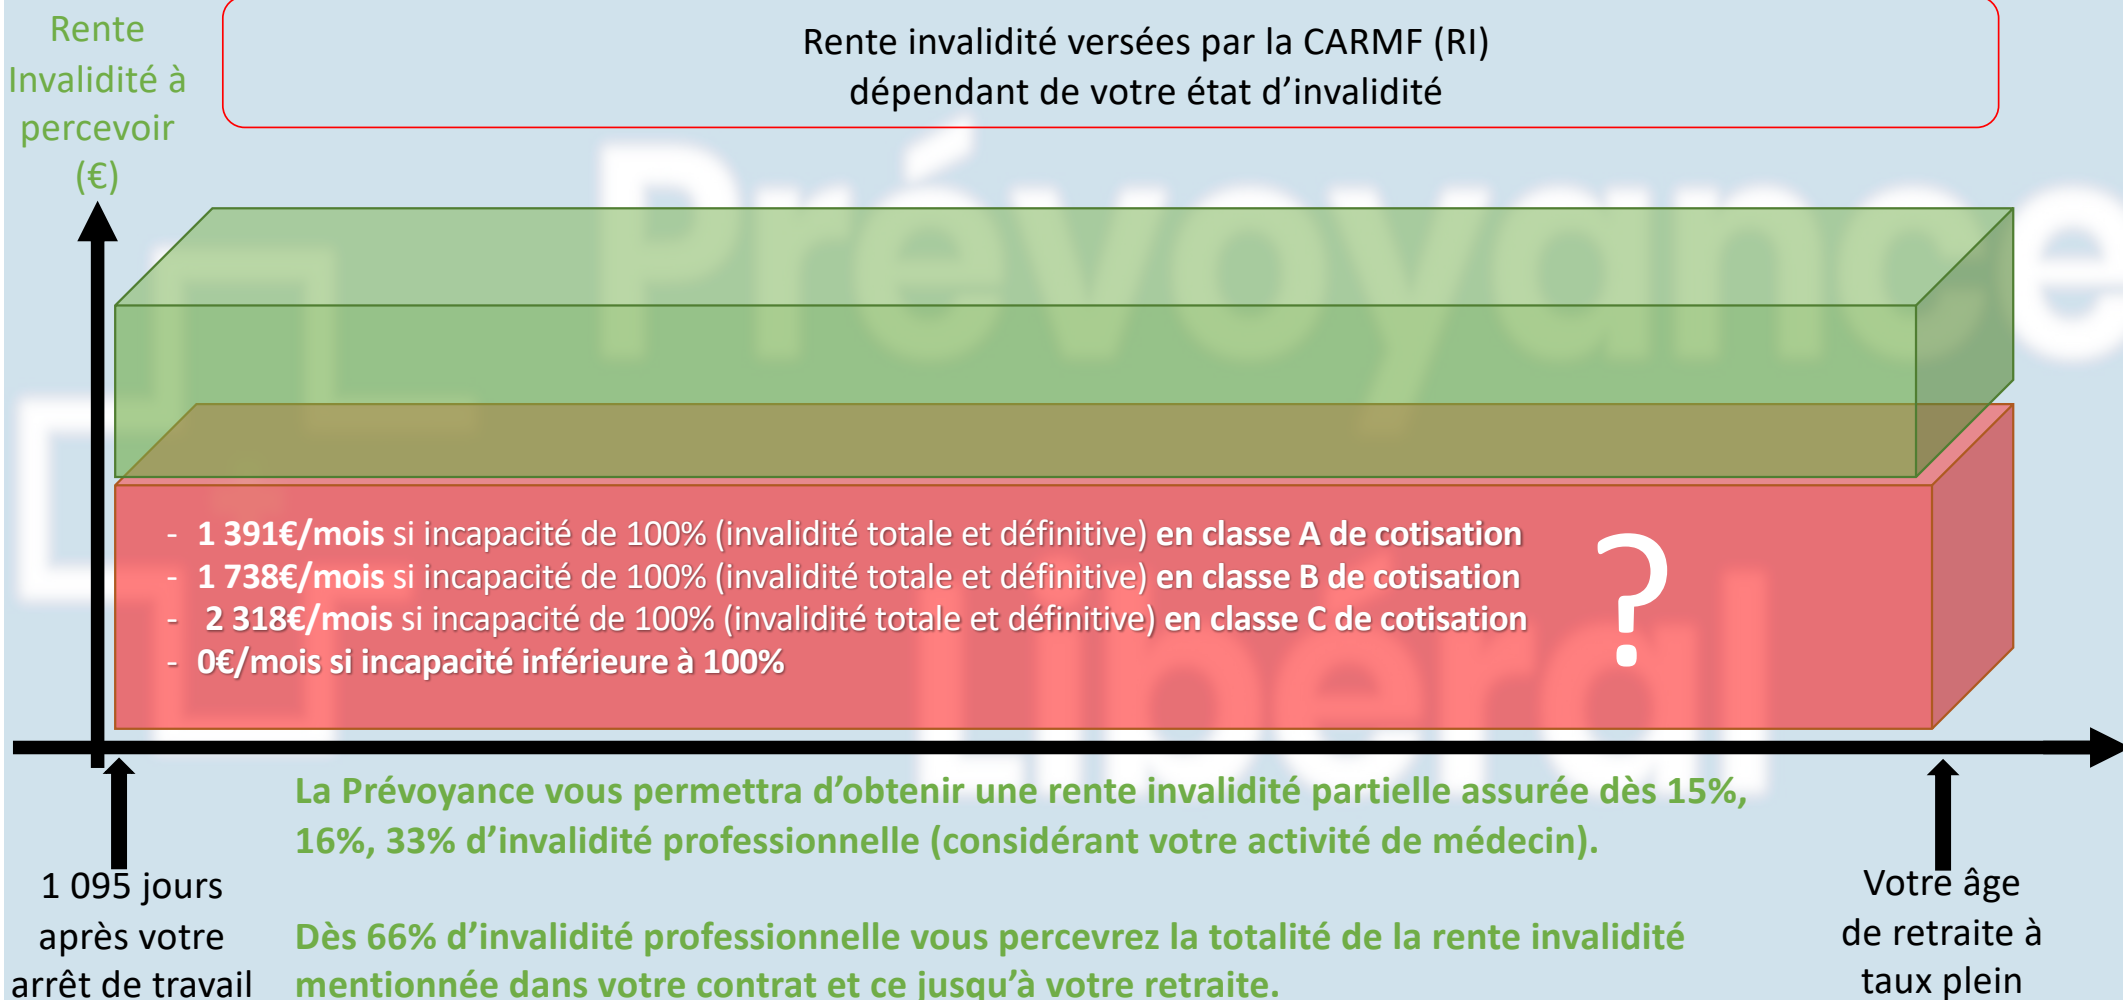 Rente
Invalidité à
percevoir
(€)
Rente invalidité versées par la CARMF (RI)
dépendant de votre état d’invalidité
Prévoyance
Libéral
- 1 391€/mois si incapacité de 100% (invalidité totale et définitive) en classe A de cotisation
- 1 738€/mois si incapacité de 100% (invalidité totale et définitive) en classe B de cotisation
- 2 318€/mois si incapacité de 100% (invalidité totale et définitive) en classe C de cotisation
- 0€/mois si incapacité inférieure à 100%
?
La Prévoyance vous permettra d’obtenir une rente invalidité partielle assurée dès 15%,
16%, 33% d’invalidité professionnelle (considérant votre activité de médecin).
Dès 66% d’invalidité professionnelle vous percevrez la totalité de la rente invalidité
mentionnée dans votre contrat et ce jusqu’à votre retraite.
1 095 jours
après votre
arrêt de travail
Votre âge
de retraite à
taux plein